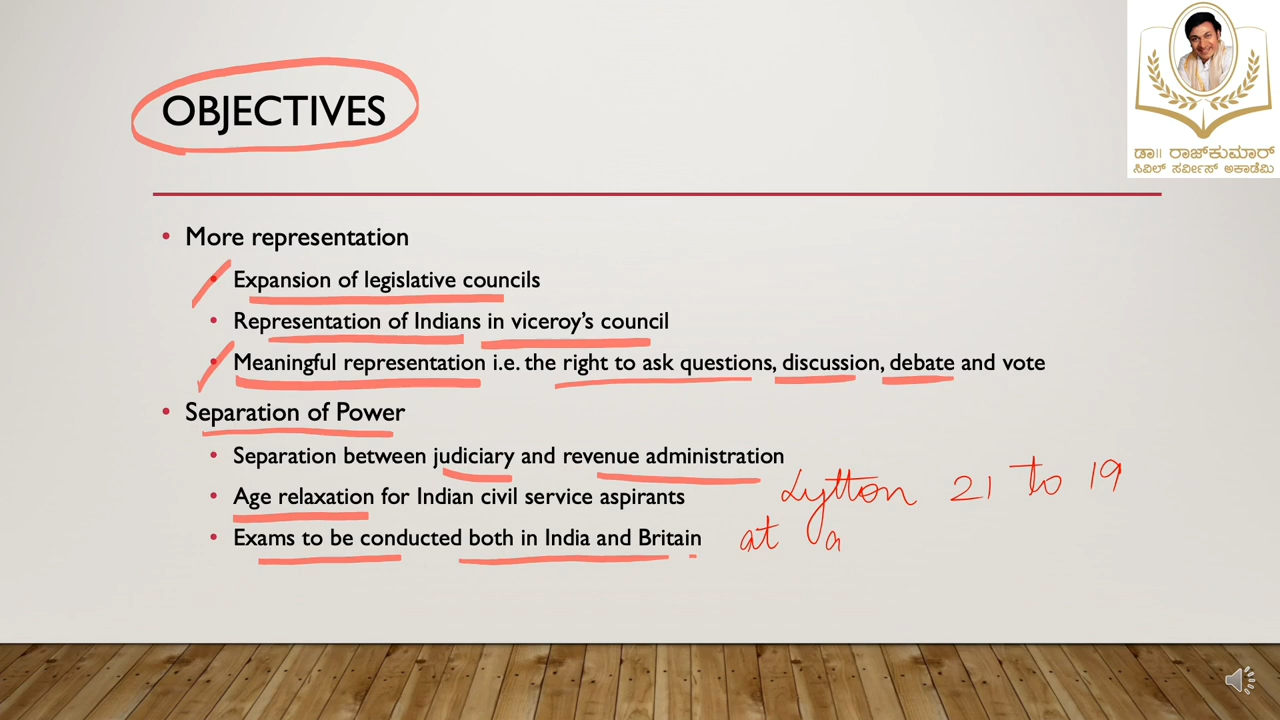 ಡಾ|| ರಾಜ್‌ಕುಮಾರ್
ಸಿವಿಲ್ ಸರ್ವೀಸ್ ಅಕಾಡೆಮಿ
OBJECTIVES
• More representation
• Expansion of legislative councils
• Representation of Indians in viceroy's council
• Meaningful representation i.e. the right to ask questions, discussion, debate and vote
• Separation of Power
• Separation between judiciary and revenue administration
• Age relaxation for Indian civil service aspirants
Lytton 21 to 19
• Exams to be conducted both in India and Britain
at a